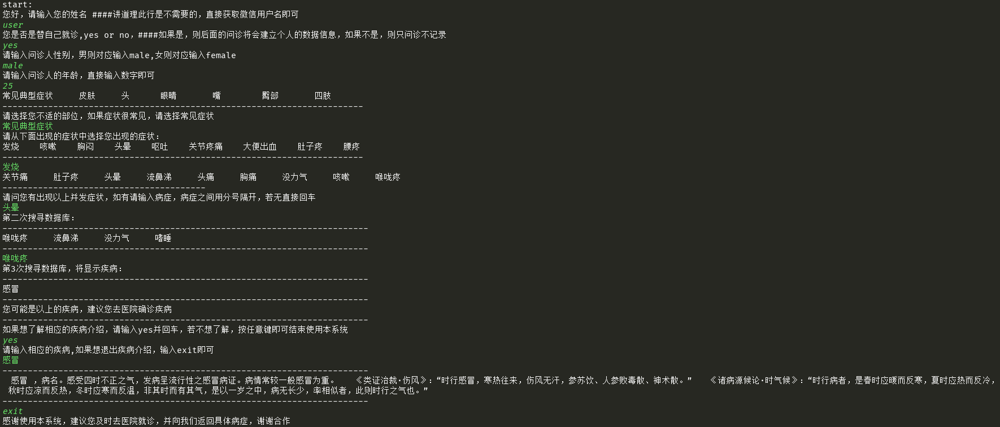 start:
您好，请输入您的姓名 ####讲道理此行是不需要的，直接获取微信用户名即可
user
您是否是替自己就诊,yes or no，####如果是，则后面的问诊将会建立个人的数据信息，如果不是，则只问诊不记录
yes
请输入问诊人性别，男则对应输入male,女则对应输入female
male
请输入问诊人的年龄，直接输入数字即可
25
常见典型症状 皮肤 头 眼睛 嘴 臀部 四肢
-----------------------------------------------------------------------
请选择您不适的部位，如果症状很常见，请选择常见症状
常见典型症状
请从下面出现的症状中选择您出现的症状：
发烧 咳嗽 胸闷 头晕 呕吐 关节疼痛 大便出血 肚子疼 腰疼
-----------------------------------------------------------------------
发烧
关节痛 肚子疼 头晕 流鼻涕 头痛 胸痛 没力气 咳嗽 喉咙疼
----------------------------------------
请问您有出现以上并发症状，如有请输入病症，病症之间用分号隔开，若无直接回车
头晕
第二次搜寻数据库：
------------------------------------------------------------------------
喉咙疼 流鼻涕 没力气 嗜睡
------------------------------------------------------------------------
喉咙疼
第3次搜寻数据库，将显示疾病：
------------------------------------------------------------------------
感冒
------------------------------------------------------------------------
您可能是以上的疾病，建议您去医院确诊疾病
------------------------------------------------------------------------
如果想了解相应的疾病介绍，请输入yes并回车，若不想了解，按任意键即可结束使用本系统
yes
请输入相应的疾病,如果想退出疾病介绍，输入exit即可
感冒
------------------------------------------------------------------------
感冒 ，病名。感受四时不正之气，发病呈流行性之感冒病证。病情常较一般感冒为重。 《类证治裁·伤风》：“时行感冒，寒热往来，伤风无汗，参苏饮、人参败毒散、神术散。” 《诸病源候论·时气候》：“时行病者，是春时应暖而反寒，夏时应热而反冷，
秋时应凉而反热，冬时应寒而反温，非其时而有其气，是以一岁之中，病无长少，率相似者，此则时行之气也。”
------------------------------------------------------------------------
exit
感谢使用本系统，建议您及时去医院就诊，并向我们返回具体病症，谢谢合作